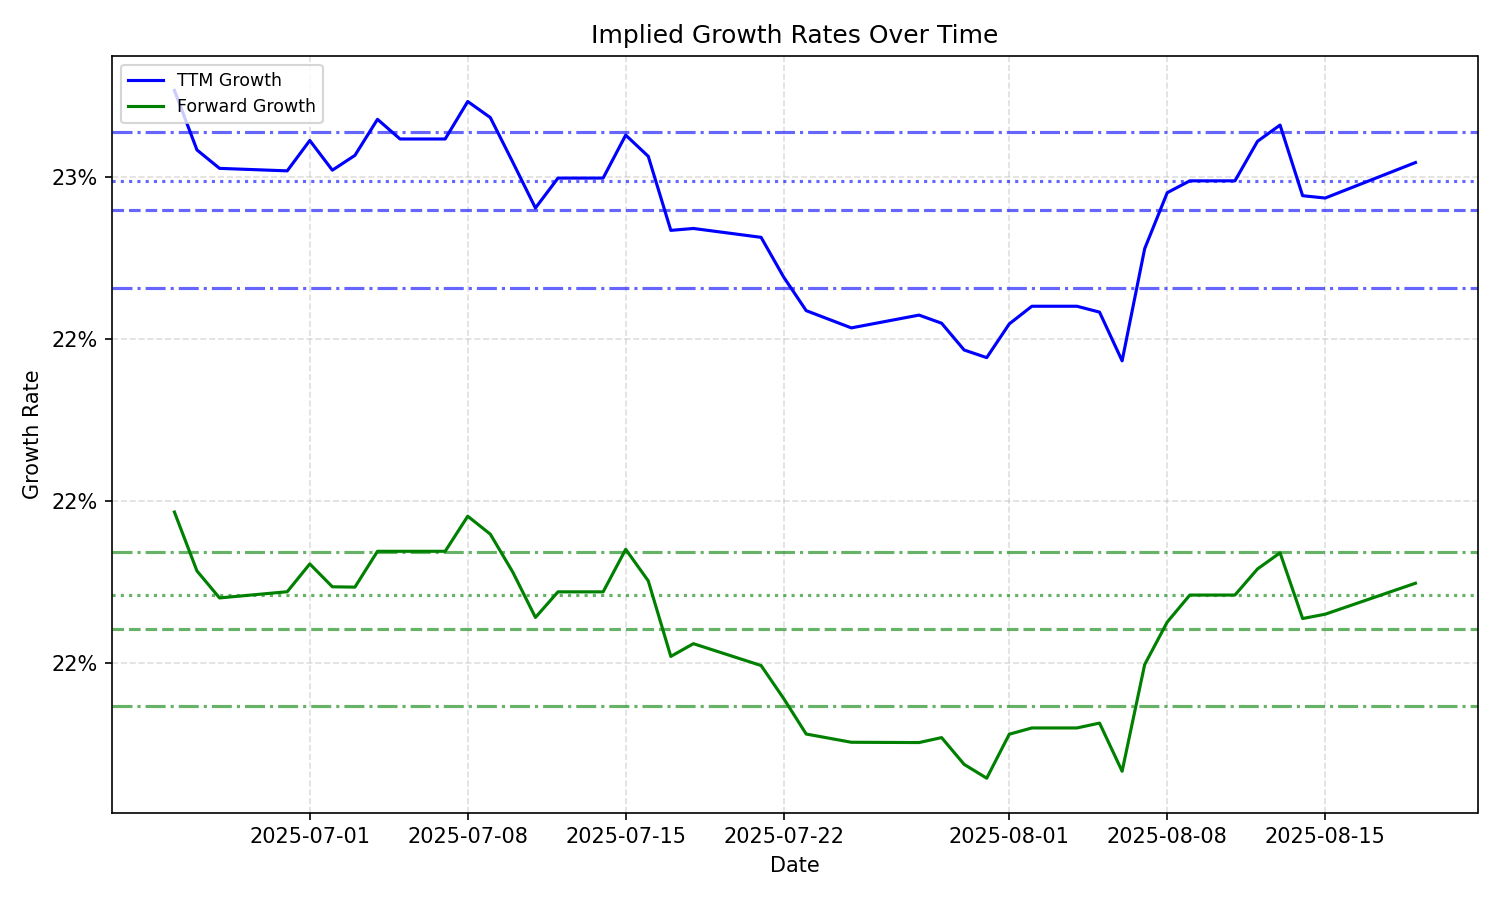 Implied Growth Rates Over Time
TTM Growth
Forward Growth
23%
22%
22%
22%
Growth Rate
2025-07-01
2025-07-08
2025-07-15
2025-07-22
2025-08-01
2025-08-08
2025-08-15
Date